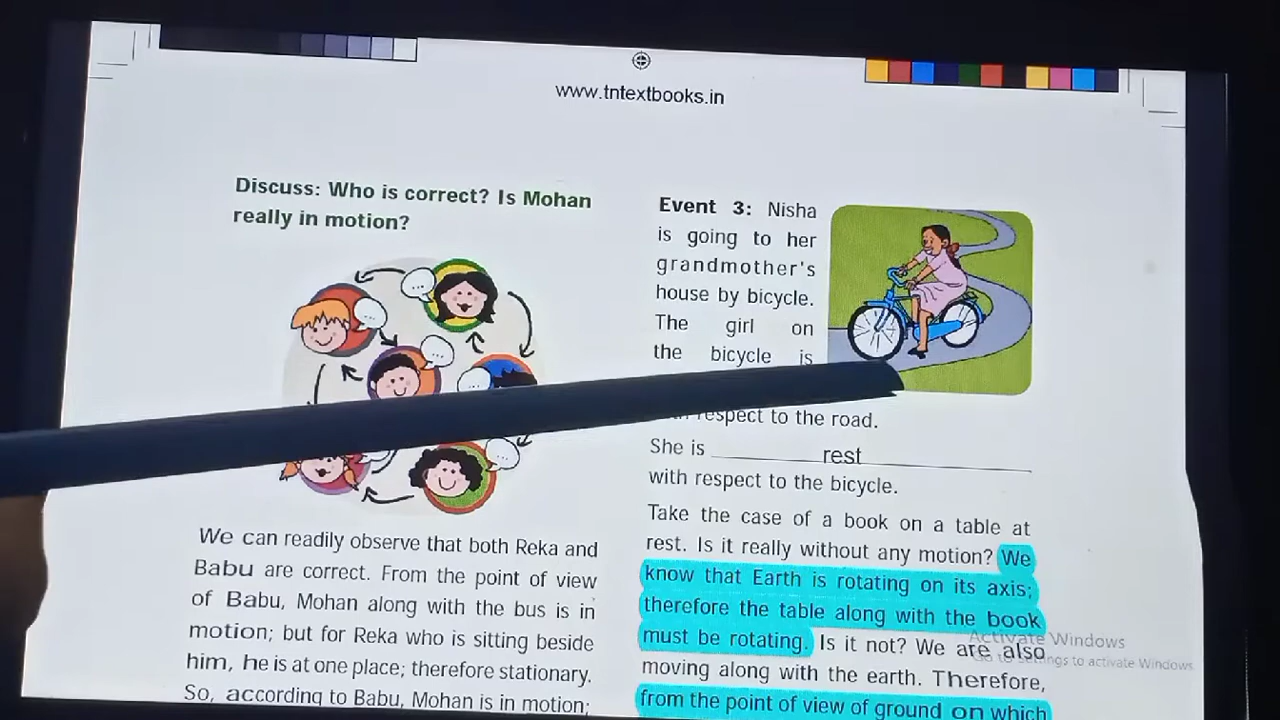 www.tntextbooks.in
Discuss: Who is correct? Is Mohan
really in motion?
We can readily observe that both Reka and
Babu are correct. From the point of view
of Babu, Mohan along with the bus is in
motion; but for Reka who is sitting beside
him, he is at one place; therefore stationary.
So, according to Babu, Mohan is in motion;
Event 3: Nisha
is going to her
grandmother's
house by bicycle.
The girl on
the bicycle is
respect to the road.
She is rest
with respect to the bicycle.
Take the case of a book on a table at
rest. Is it really without any motion? We
know that Earth is rotating on its axis;
therefore the table along with the book
must be rotating. Is it not? We are also
moving along with the earth. Therefore,
from the point of view of ground on which
Activate Windows
Go to Settings to activate Windows